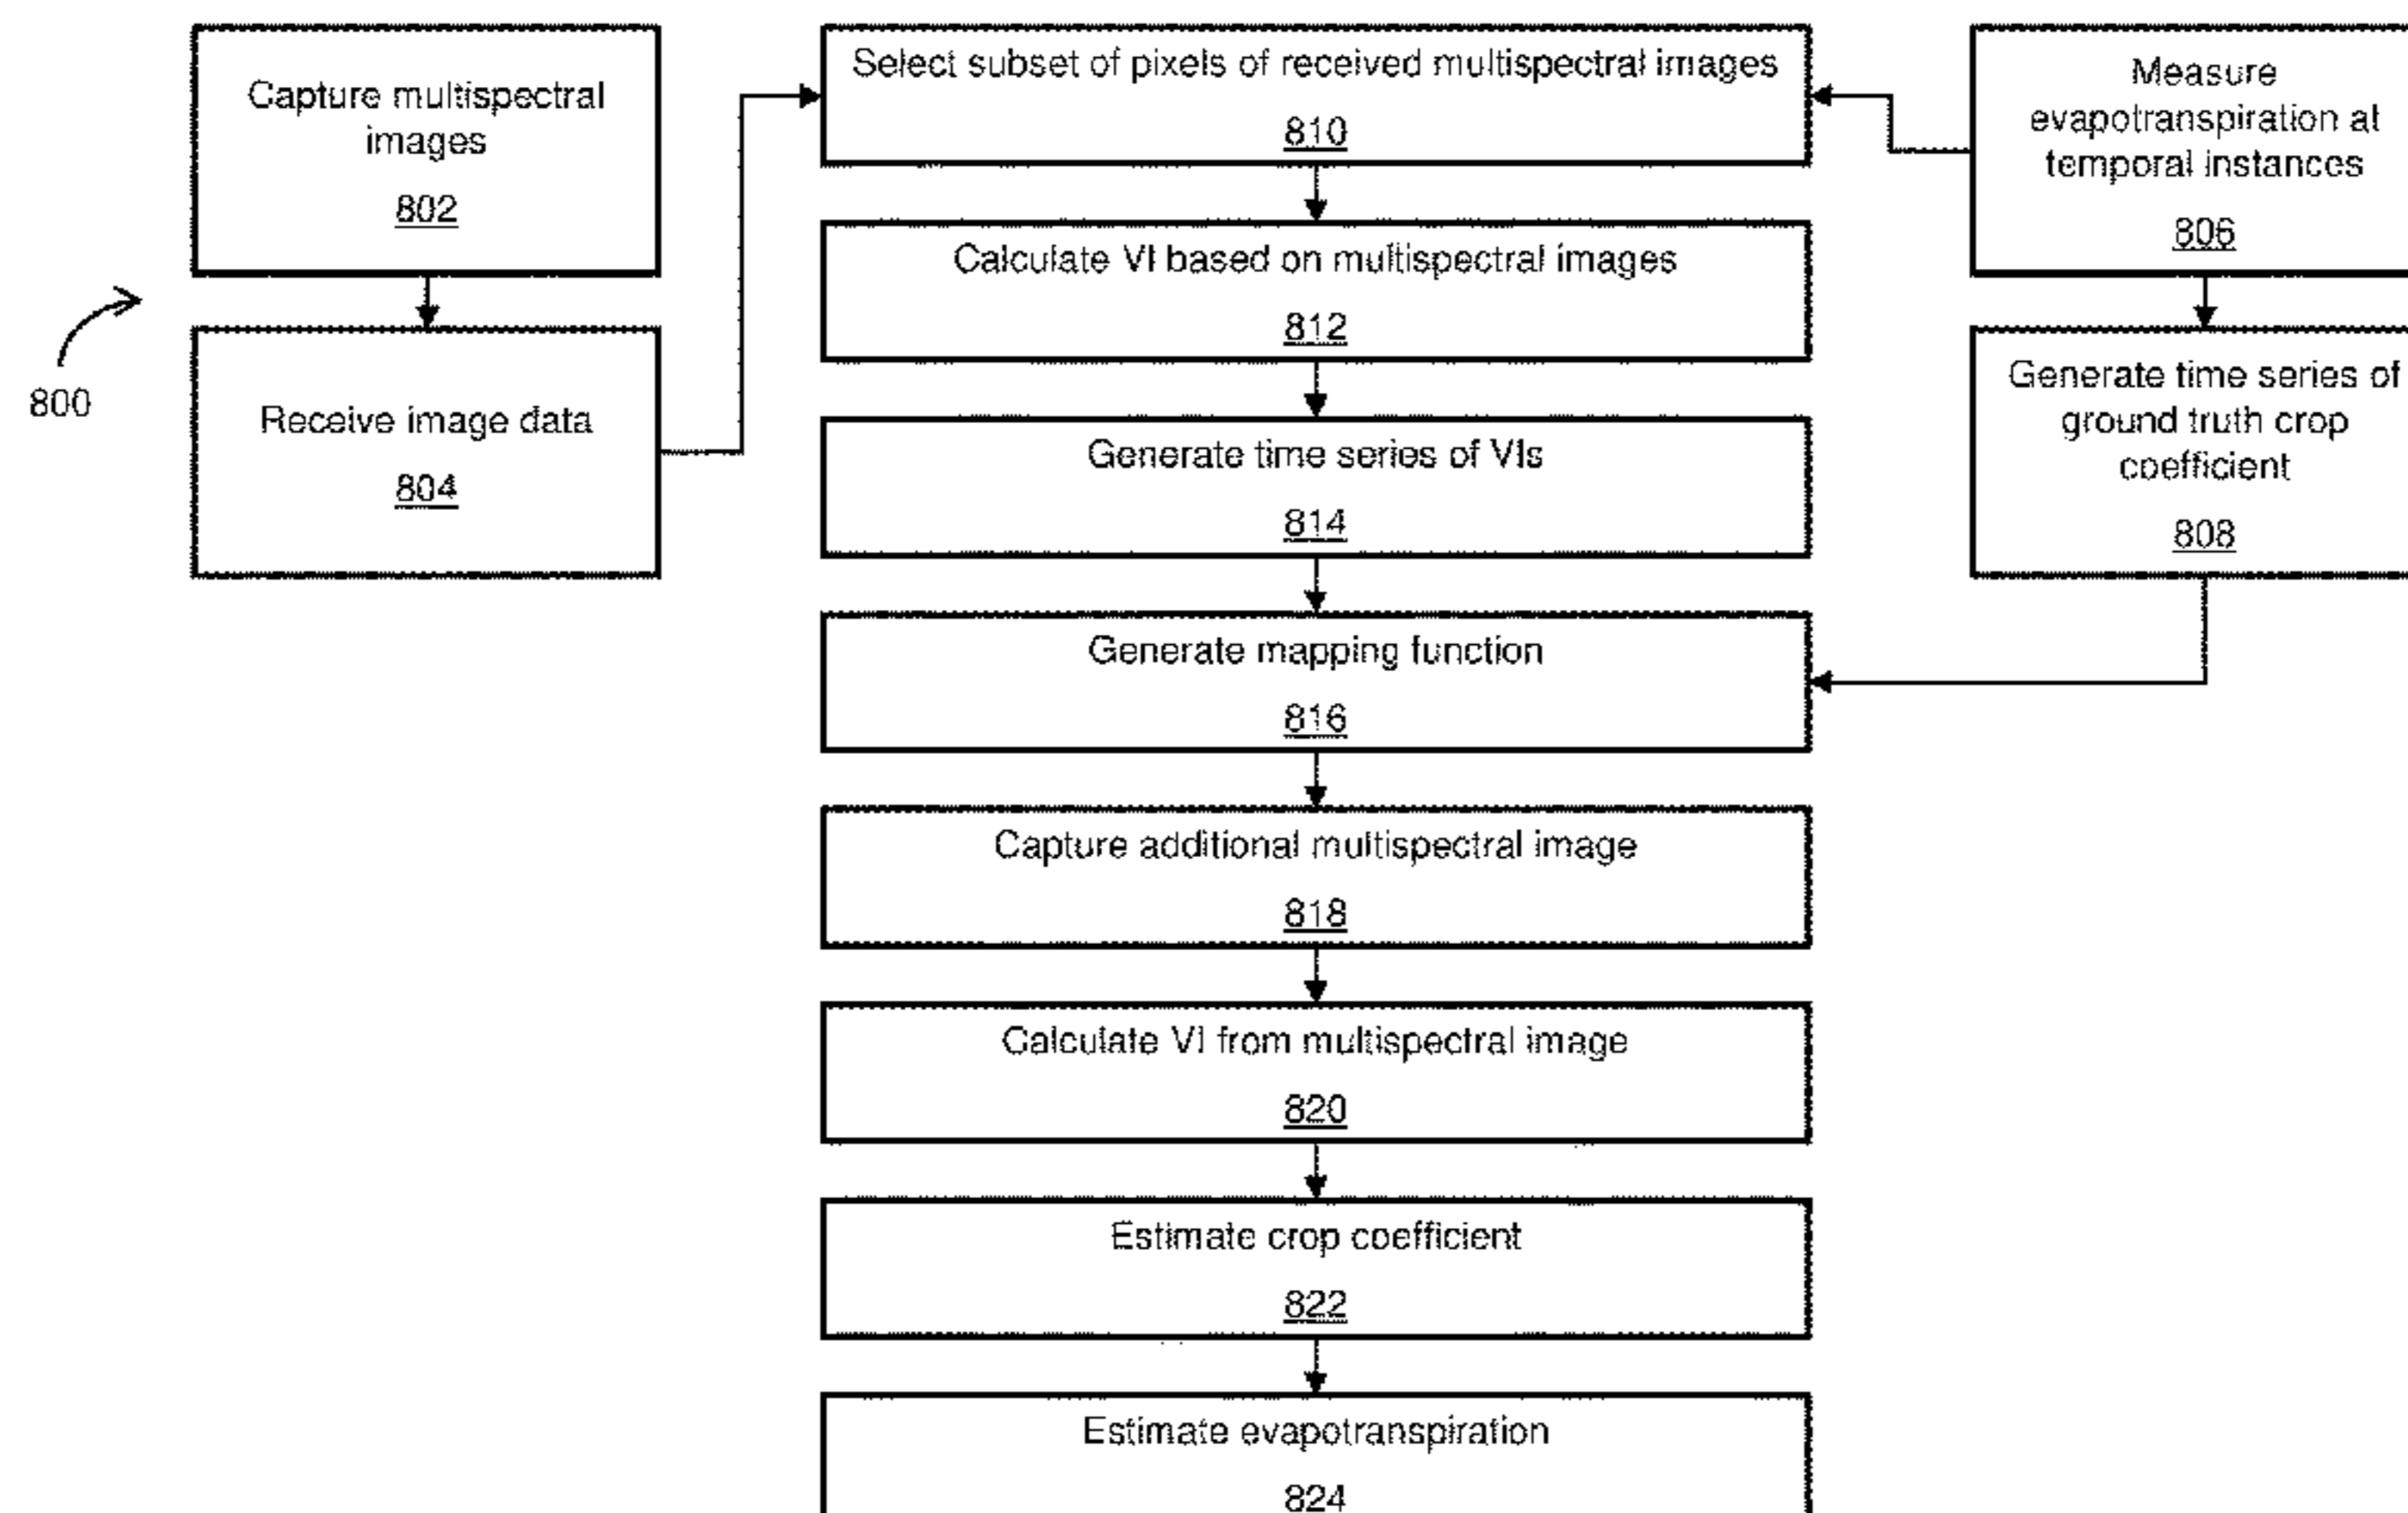 Capture multispectral
images
802
Receive image data
804
800
Select subset of pixels of received multispectral images
810
Calculate VI based on multispectral images
812
Generate time series of VIs
814
Generate mapping function
816
Capture additional multispectral image
818
Calculate VI from multispectral image
820
Estimate crop coefficient
822
Estimate evapotranspiration
824
Measure
evapotranspiration at
temporal instances
806
Generate time series of
ground truth crop
coefficient
808